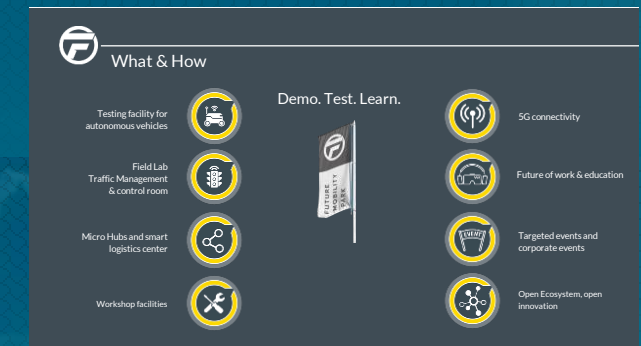 What & How
Demo. Test. Learn.
Testing facility for
autonomous vehicles
Field Lab
Traffic Management
& control room
Micro Hubs and smart
logistics center
Workshop facilities
FUTURE
MOBILITY
PARK
5G connectivity
Future of work & education
EVENT
Targeted events and
corporate events
Open Ecosystem, open
innovation